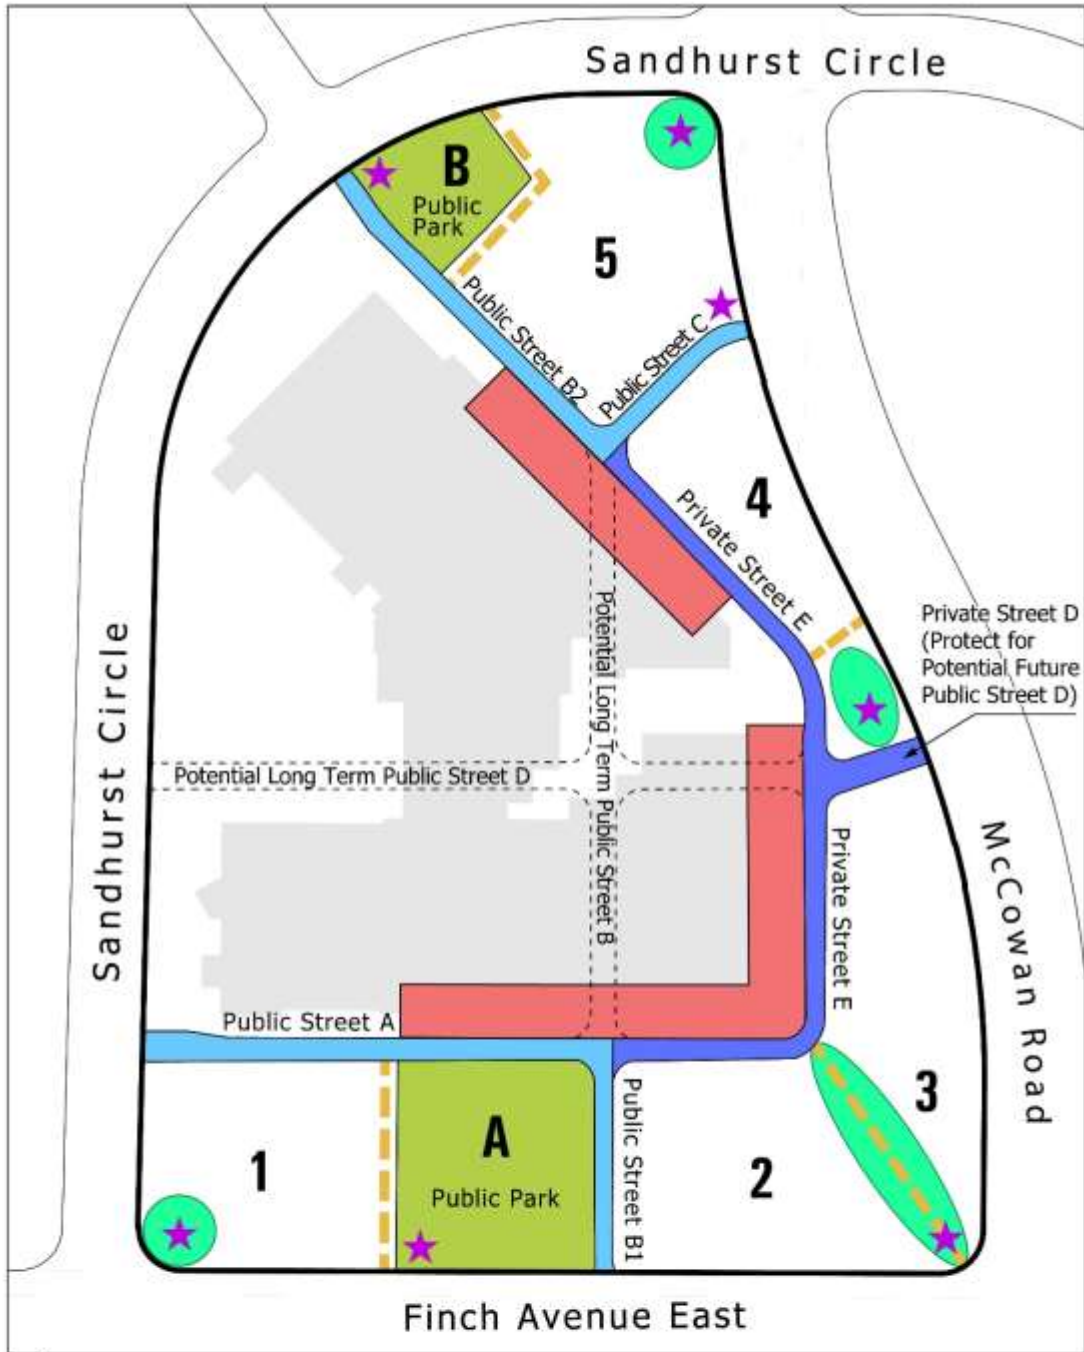 Sandhurst Circle
B
Public
Park
5
Public Street B2
Public Street C
4
Private Street E
Private Street D
(Protect for
Potential Future
Public Street D)
Sandhurst Circle
Potential Long Term Public Street D
Potential Long Term Public Street B
McCowan Road
Private Street E
Public Street A
1
A
Public Park
Public Street B1
2
3
Finch Avenue East